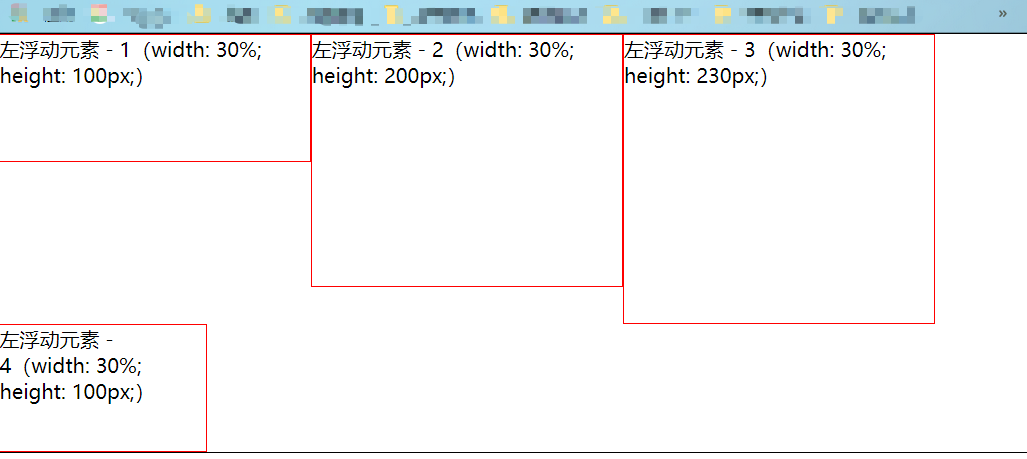 »
左浮动元素 - 1（width: 30%;
height: 100px;）
左浮动元素 - 2（width: 30%;
height: 200px;）
左浮动元素 - 3（width: 30%;
height: 230px;）
左浮动元素 -
4（width: 30%;
height: 100px;）